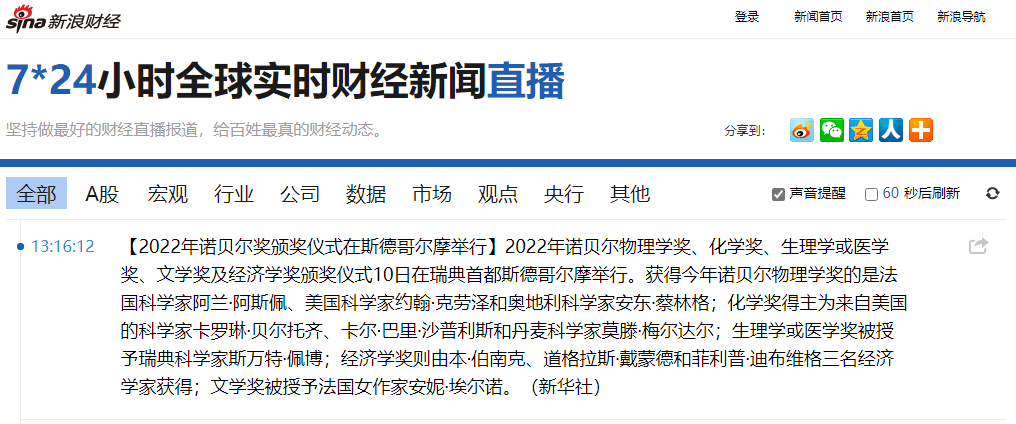 sina新浪财经
登录 新闻首页 新浪首页 新浪导航
7*24小时全球实时财经新闻直播
坚持做最好的财经直播报道，给百姓最真的财经动态。
分享到：
全部 A股 宏观 行业 公司 数据 市场 观点 央行 其他 声音提醒 60 秒后刷新
13:16:12 【2022年诺贝尔奖颁奖仪式在斯德哥尔摩举行】2022年诺贝尔物理学奖、化学奖、生理学或医学
奖、文学奖及经济学奖颁奖仪式10日在瑞典首都斯德哥尔摩举行。获得今年诺贝尔物理学奖的是法
国科学家阿兰·阿斯佩、美国科学家约翰·克劳泽和奥地利科学家安东·蔡林格；化学奖得主为来自美国
的科学家卡罗琳·贝尔托齐、卡尔·巴里·沙普利斯和丹麦科学家莫滕·梅尔达尔；生理学或医学奖被授
予瑞典科学家斯万特·佩博；经济学奖则由本·伯南克、道格拉斯·戴蒙德和菲利普·迪布维格三名经济
学家获得；文学奖被授予法国女作家安妮·埃尔诺。（新华社）